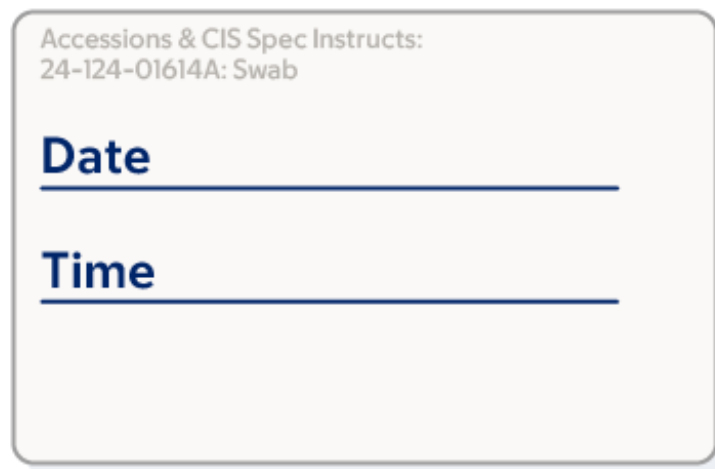 Accessions & CIS Spec Instructs:
24-124-01614A: Swab
Date
Time